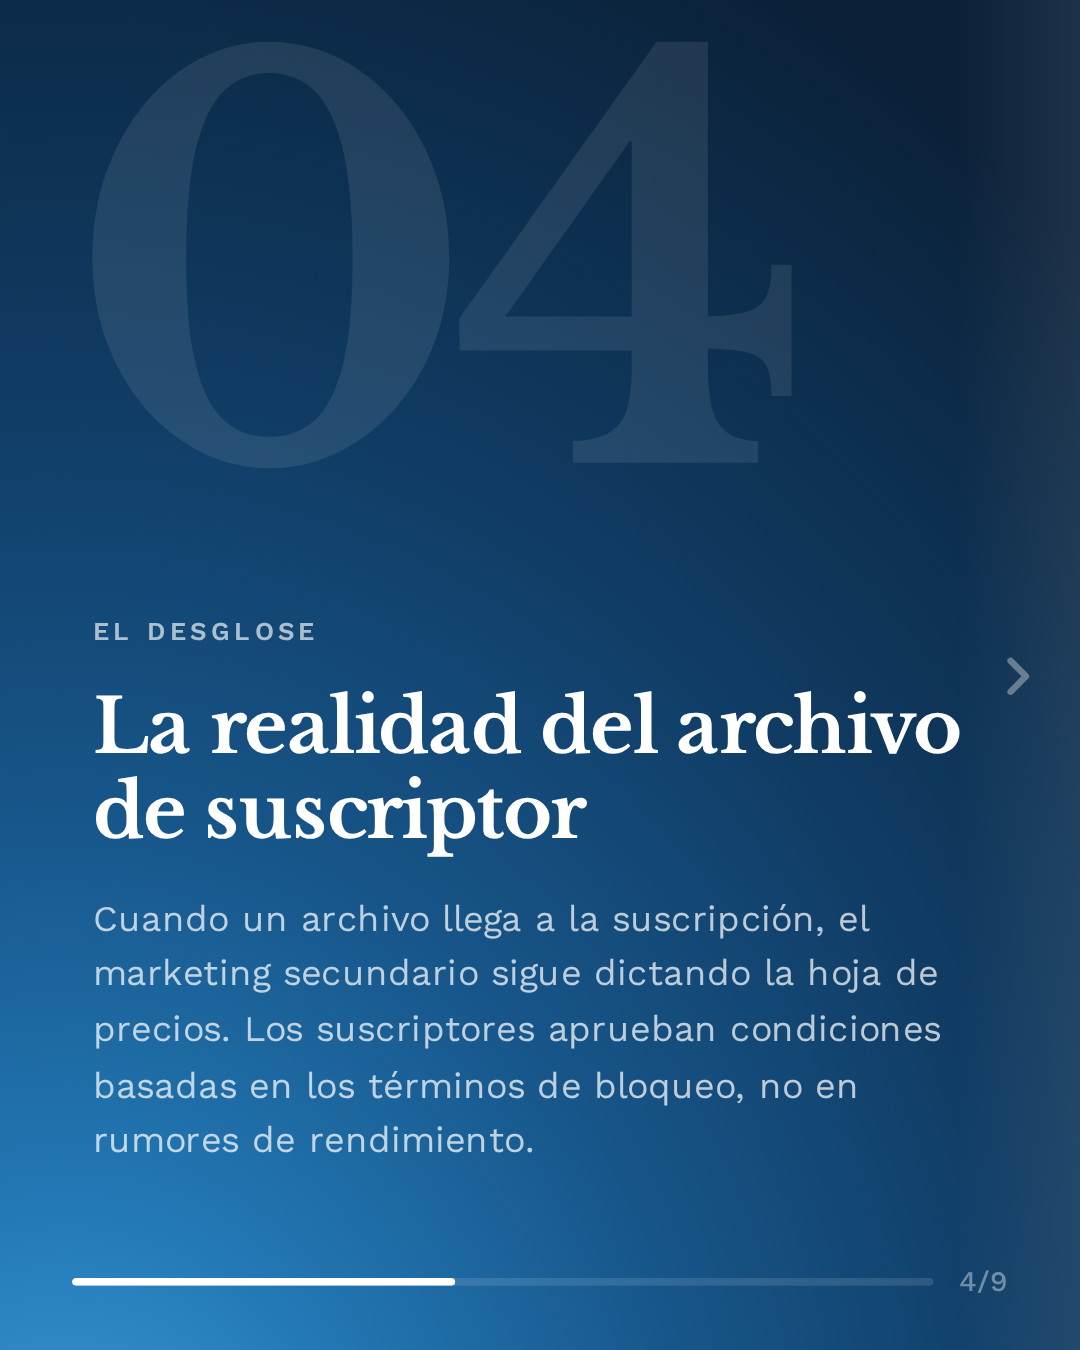 04
EL DESGLOSE
La realidad del archivo
de suscriptor
Cuando un archivo llega a la suscripción, el
marketing secundario sigue dictando la hoja de
precios. Los suscriptores aprueban condiciones
basadas en los términos de bloqueo, no en
rumores de rendimiento.
4/9